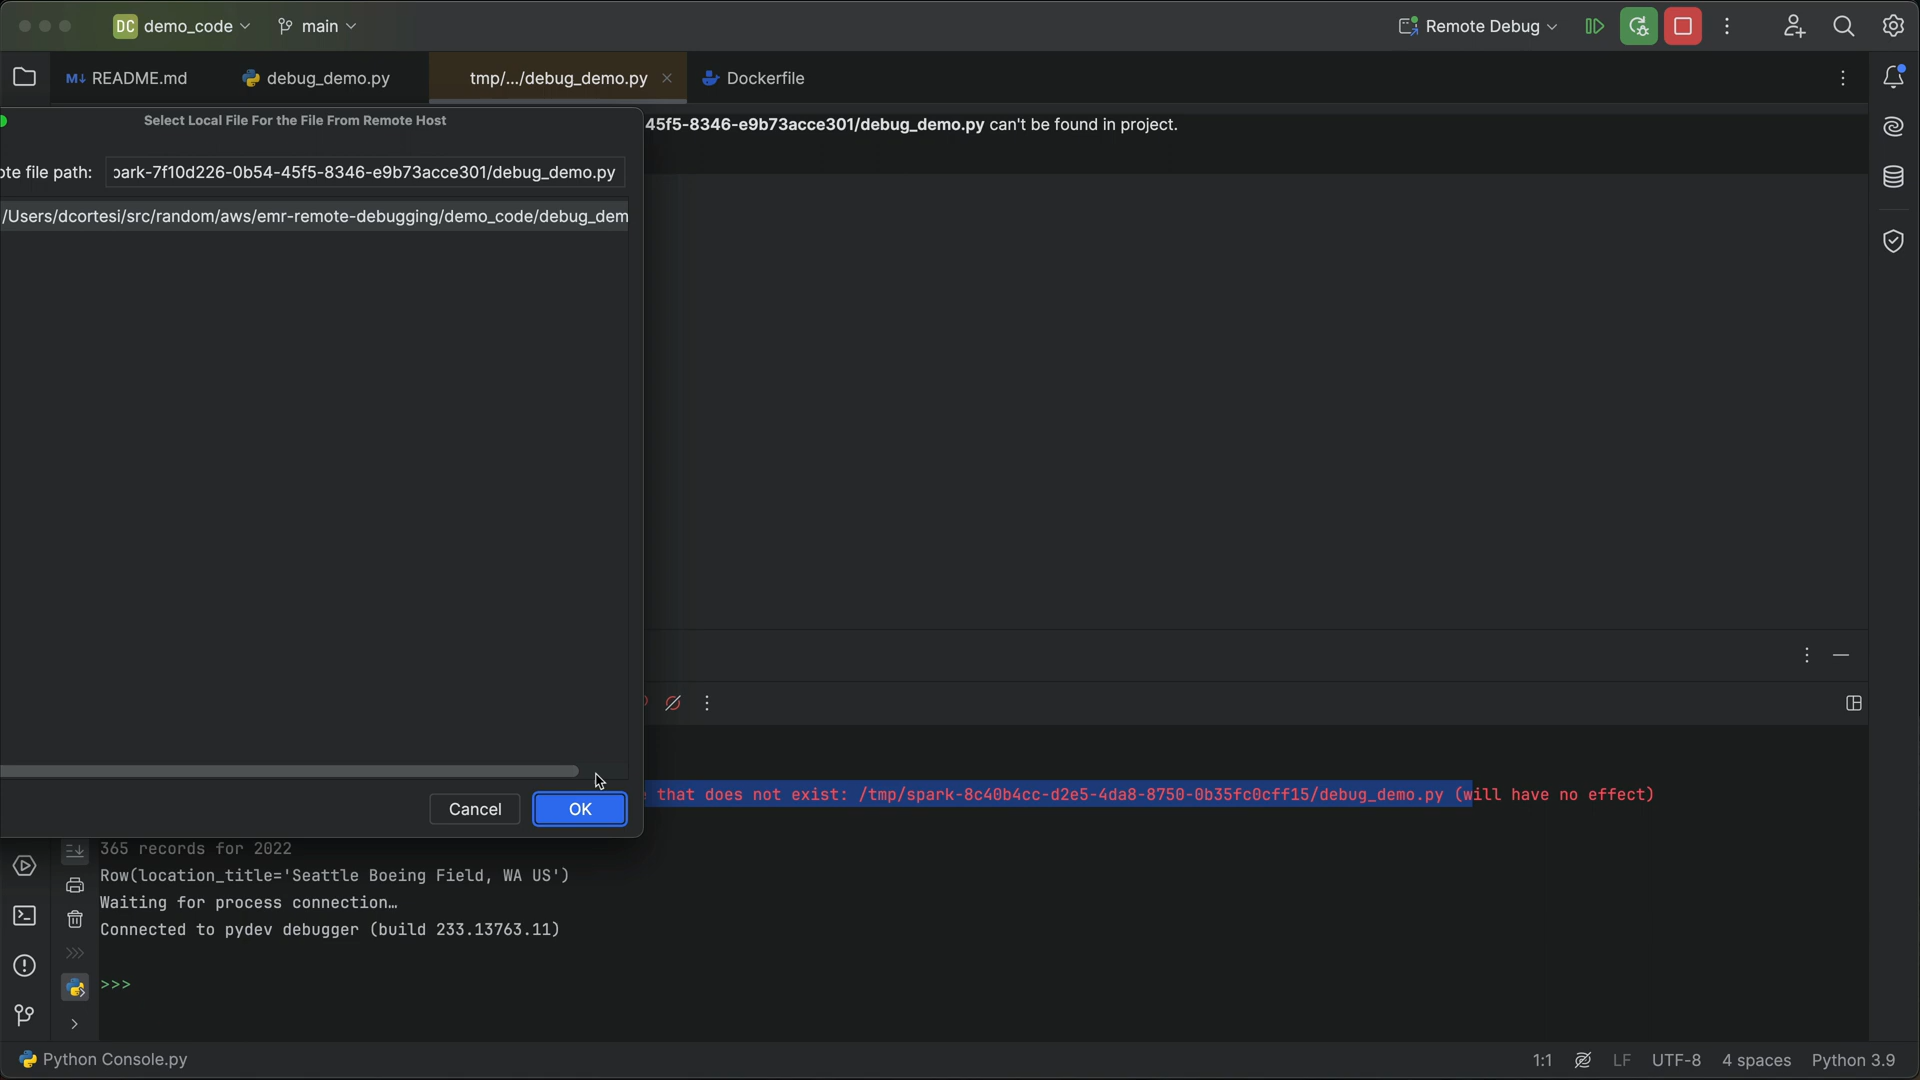 DC demo_code main Remote Debug
M↓ README.md debug_demo.py tmp/.../debug_demo.py Dockerfile
Select Local File For the File From Remote Host
45f5-8346-e9b73acce301/debug_demo.py can't be found in project.
ote file path: park-7f10d226-0b54-45f5-8346-e9b73acce301/debug_demo.py
/Users/dcortesi/src/random/aws/emr-remote-debugging/demo_code/debug_dem
that does not exist: /tmp/spark-8c40b4cc-d2e5-4da8-8750-0b35fc0cff15/debug_demo.py (will have no effect)
Cancel OK
365 records for 2022
Row(location_title='Seattle Boeing Field, WA US')
Waiting for process connection…
Connected to pydev debugger (build 233.13763.11)
>>>
Python Console.py 1:1 LF UTF-8 4 spaces Python 3.9